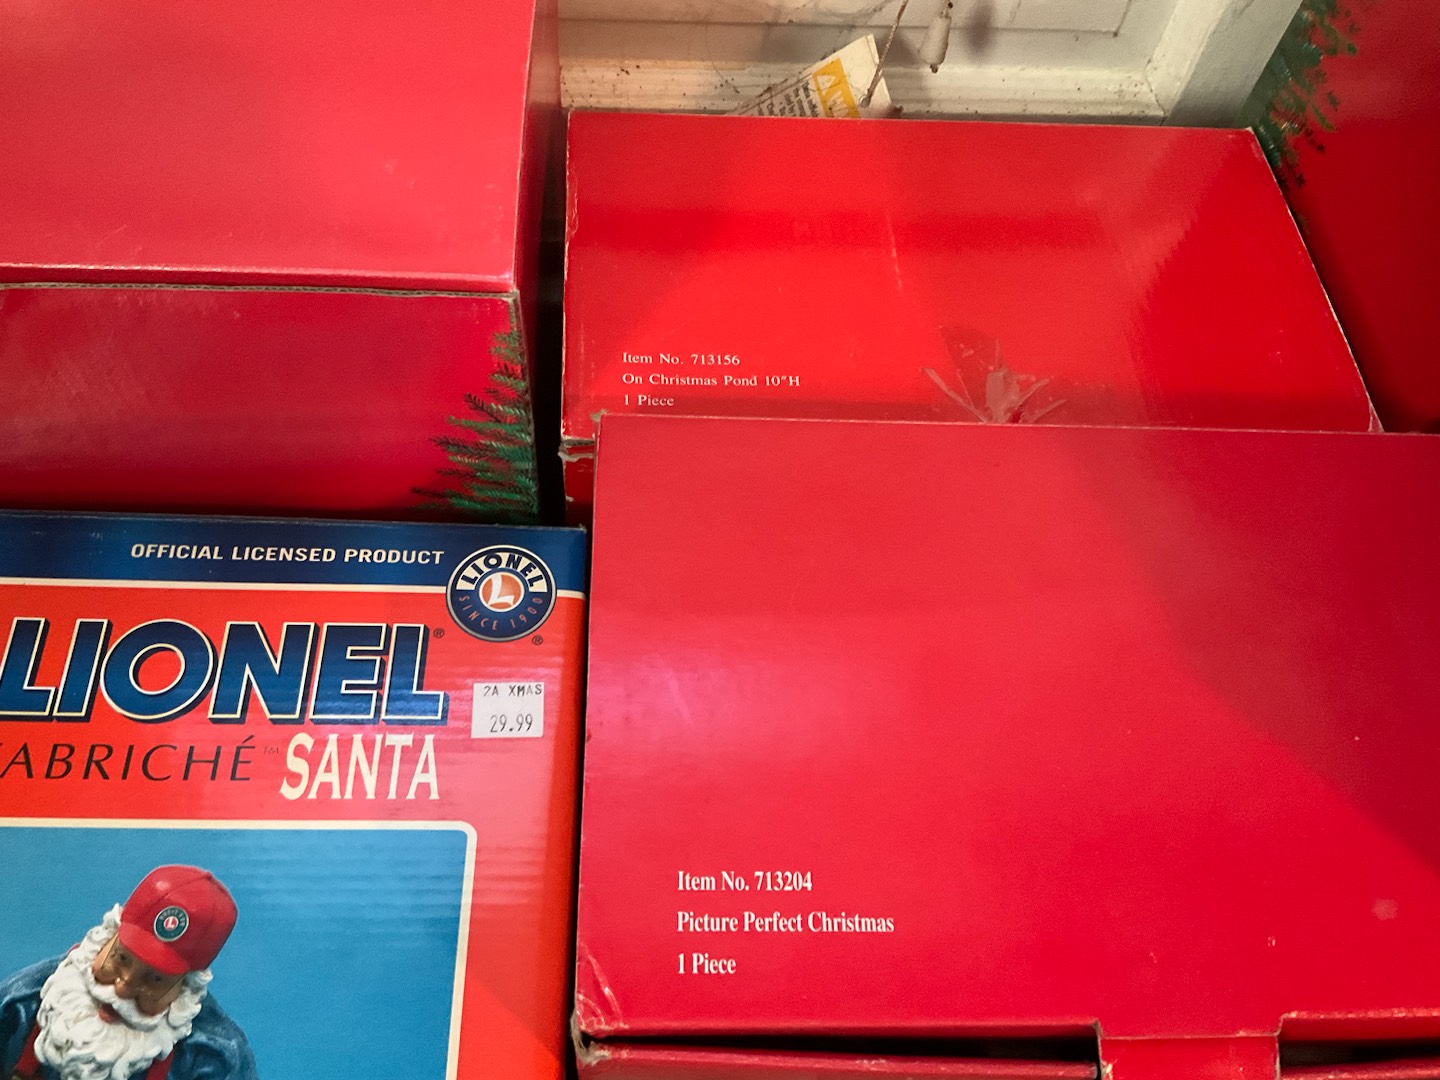 Item No. 713156
On Christmas Pond 10"H
1 Piece
OFFICIAL LICENSED PRODUCT
LIONEL
L
SINCE 1900
®
LIONEL®
2A XMAS
29.99
ABRICHÉ™ SANTA
L
Item No. 713204
Picture Perfect Christmas
1 Piece